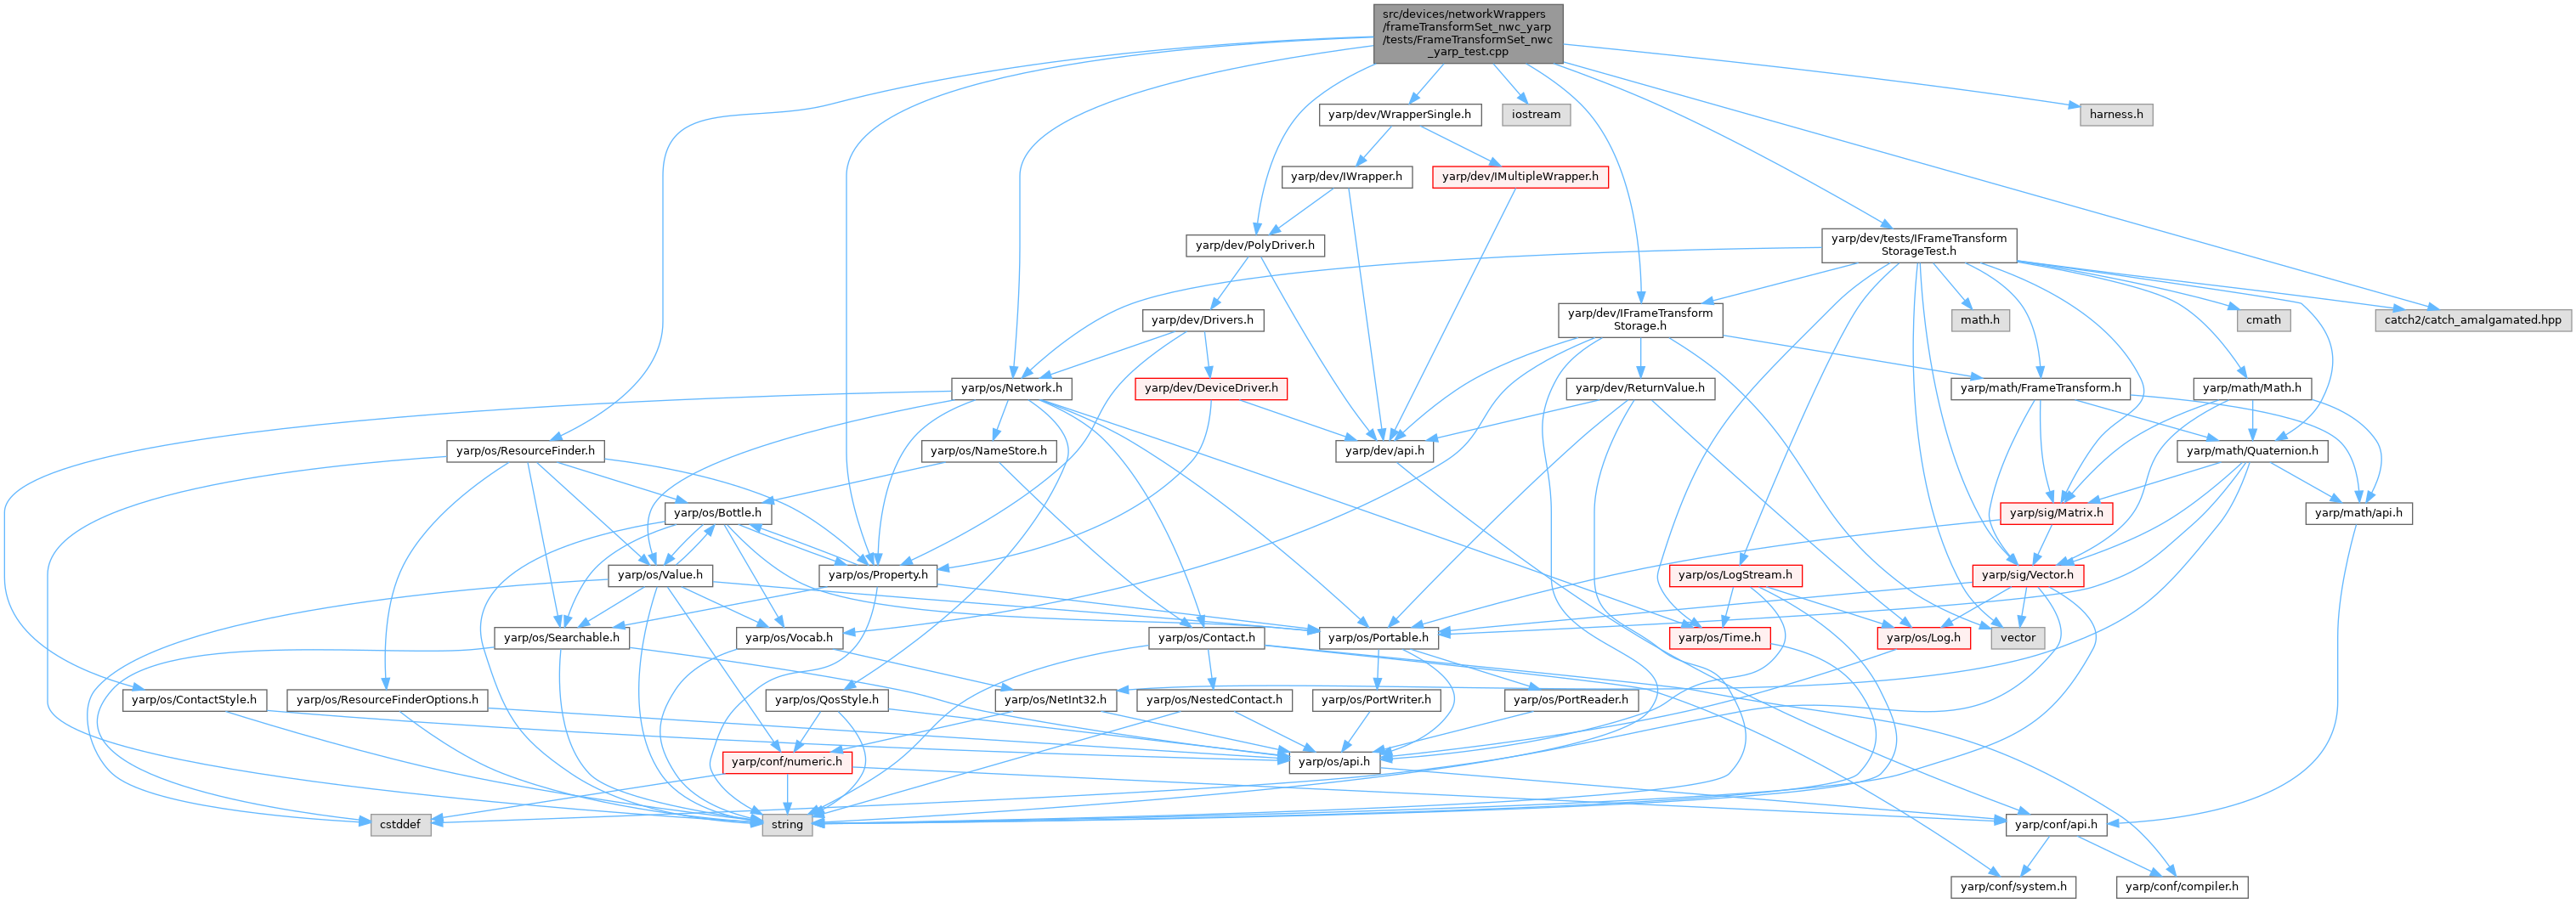 src/devices/networkWrappers
/frameTransformSet_nwc_yarp
/tests/FrameTransformSet_nwc
_yarp_test.cpp
yarp/dev/WrapperSingle.h
iostream
harness.h
yarp/dev/IWrapper.h
yarp/dev/IMultipleWrapper.h
yarp/dev/PolyDriver.h
yarp/dev/tests/IFrameTransform
StorageTest.h
yarp/dev/Drivers.h
yarp/dev/IFrameTransform
Storage.h
math.h
cmath
catch2/catch_amalgamated.hpp
yarp/os/Network.h
yarp/dev/DeviceDriver.h
yarp/dev/ReturnValue.h
yarp/math/FrameTransform.h
yarp/math/Math.h
yarp/os/ResourceFinder.h
yarp/os/NameStore.h
yarp/dev/api.h
yarp/math/Quaternion.h
yarp/os/Bottle.h
yarp/sig/Matrix.h
yarp/math/api.h
yarp/os/Value.h
yarp/os/Property.h
yarp/os/LogStream.h
yarp/sig/Vector.h
yarp/os/Searchable.h
yarp/os/Vocab.h
yarp/os/Contact.h
yarp/os/Portable.h
yarp/os/Time.h
yarp/os/Log.h
vector
yarp/os/ContactStyle.h
yarp/os/ResourceFinderOptions.h
yarp/os/QosStyle.h
yarp/os/NetInt32.h
yarp/os/NestedContact.h
yarp/os/PortWriter.h
yarp/os/PortReader.h
yarp/conf/numeric.h
yarp/os/api.h
cstddef
string
yarp/conf/api.h
yarp/conf/system.h
yarp/conf/compiler.h